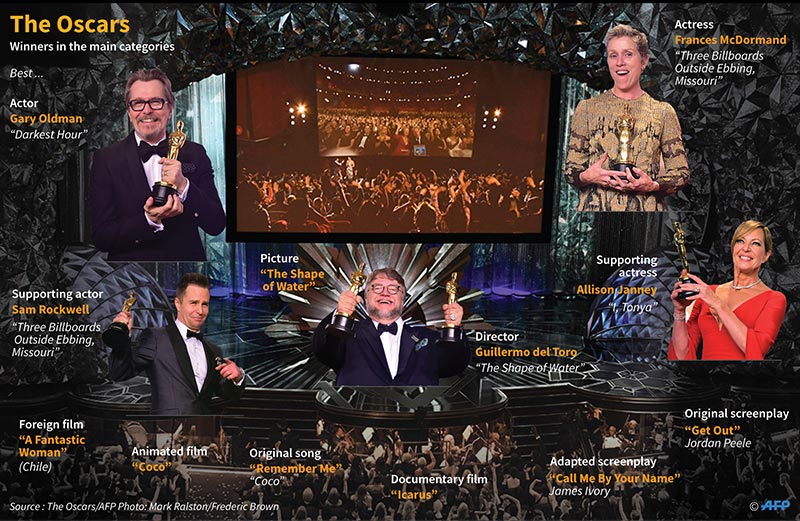 The Oscars
Winners in the main categories
Best ...
Actor
Gary Oldman
“Darkest Hour”
Actress
Frances McDormand
“Three Billboards
Outside Ebbing,
Missouri”
Supporting actor
Sam Rockwell
“Three Billboards
Outside Ebbing,
Missouri”
Picture
“The Shape
of Water”
Director
Guillermo del Toro
“The Shape of Water”
Supporting
actress
Allison Janney
“I, Tonya”
Foreign film
“A Fantastic
Woman”
(Chile)
Animated film
“Coco”
Original song
“Remember Me”
“Coco”
Documentary film
“Icarus”
Adapted screenplay
“Call Me By Your Name”
James Ivory
Original screenplay
“Get Out”
Jordan Peele
Source : The Oscars/AFP Photo: Mark Ralston/Frederic Brown
© AFP